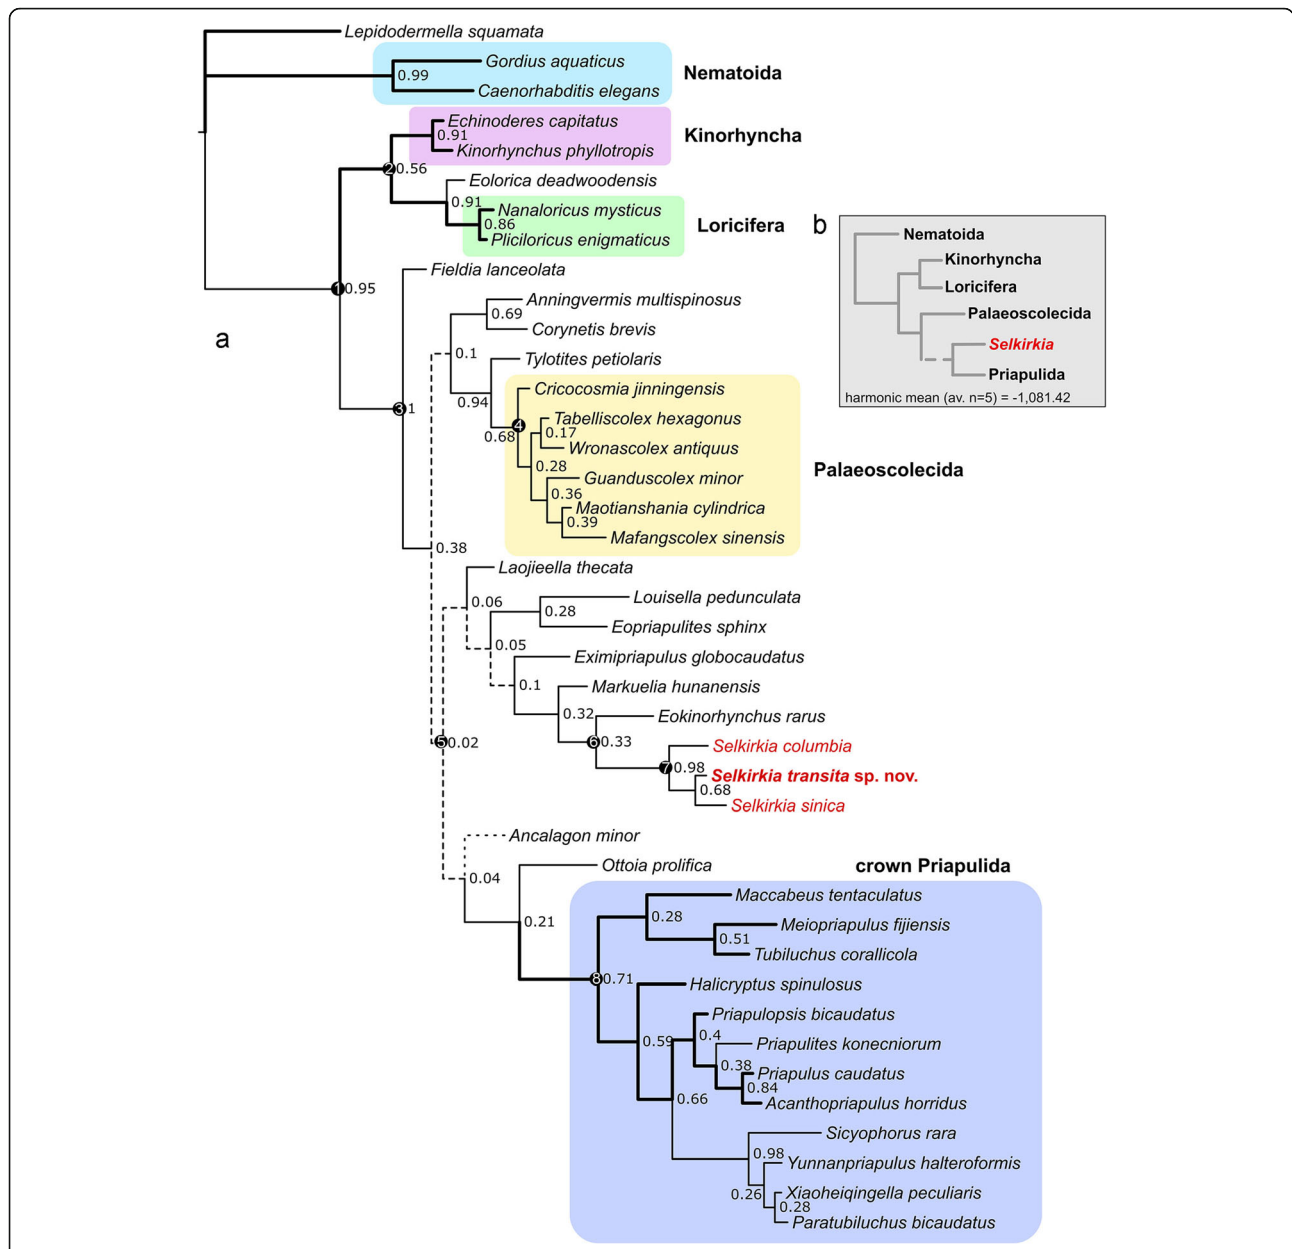 Lepidodermella squamata
Gordius aquaticus
0.99
Nematoida
Caenorhabditis elegans
Echinoderes capitatus
0.91
Kinorhyncha
Kinorhynchus phyllotropis
2 0.56
Eolorica deadwoodensis
0.91
Nanaloricus mysticus
0.86
Loricifera
Pliciloricus enigmaticus
Fieldia lanceolata
1 0.95
a
Anningvermis multispinosus
0.69
Corynetis brevis
0.1
Tylotites petiolaris
0.94
Cricocosmia jinningensis
3 1
Tabelliscolex hexagonus
4
0.68
0.17
Wronascolex antiquus
0.28
Palaeoscolecida
Guanduscolex minor
0.36
Maotianshania cylindrica
0.39
Mafangscolex sinensis
0.38
Laojieella thecata
Louisella pedunculata
0.06
0.28
Eopriapulites sphinx
0.05
Eximipriapulus globocaudatus
0.1
Markuelia hunanensis
0.32
Eokinorhynchus rarus
5 0.02
6 0.33
Selkirkia columbia
7 0.98
Selkirkia transita sp. nov.
0.68
Selkirkia sinica
Ancalagon minor
Ottoia prolifica
crown Priapulida
0.04
Maccabeus tentaculatus
0.28
0.21
Meiopriapulus fijiensis
0.51
Tubiluchus corallicola
8 0.71
Halicryptus spinulosus
Priapulopsis bicaudatus
0.59
0.4
Priapulites konecniorum
0.38
Priapulus caudatus
0.84
0.66
Acanthopriapulus horridus
Sicyophorus rara
0.98
Yunnanpriapulus halteroformis
0.26
Xiaoheiqingella peculiaris
0.28
Paratubiluchus bicaudatus
b
Nematoida
Kinorhyncha
Loricifera
Palaeoscolecida
Selkirkia
Priapulida
harmonic mean (av. n=5) = -1,081.42